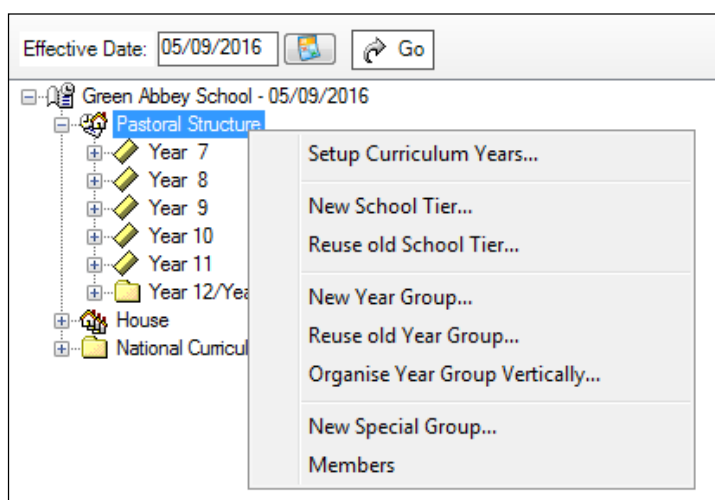 Effective Date: 05/09/2016 Go
Green Abbey School - 05/09/2016
Pastoral Structure
Year 7
Year 8
Year 9
Year 10
Year 11
Year 12/Yea
House
National Curricul
Setup Curriculum Years...
New School Tier...
Reuse old School Tier...
New Year Group...
Reuse old Year Group...
Organise Year Group Vertically...
New Special Group...
Members